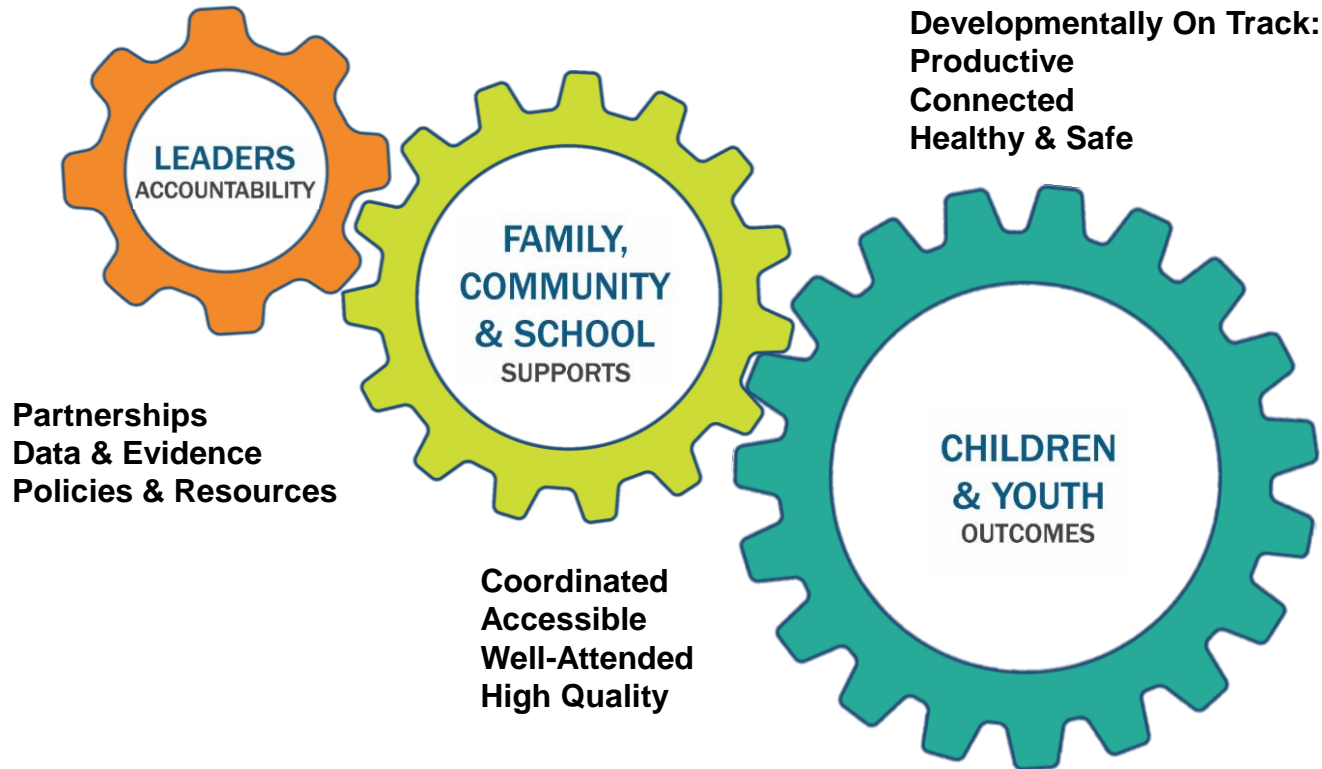 LEADERS
ACCOUNTABILITY
Partnerships
Data & Evidence
Policies & Resources
FAMILY,
COMMUNITY
& SCHOOL
SUPPORTS
Coordinated
Accessible
Well-Attended
High Quality
Developmentally On Track:
Productive
Connected
Healthy & Safe
CHILDREN
& YOUTH
OUTCOMES